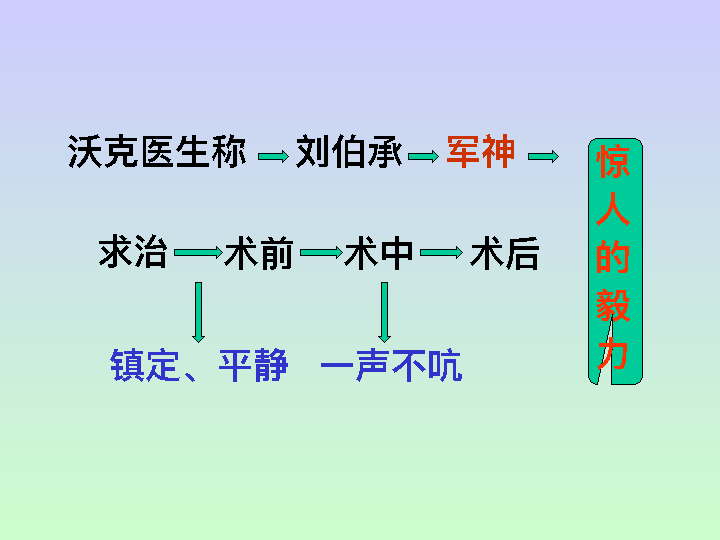 沃克医生称 刘伯承 军神
惊人的毅力
求治 术前 术中 术后
镇定、平静 一声不吭